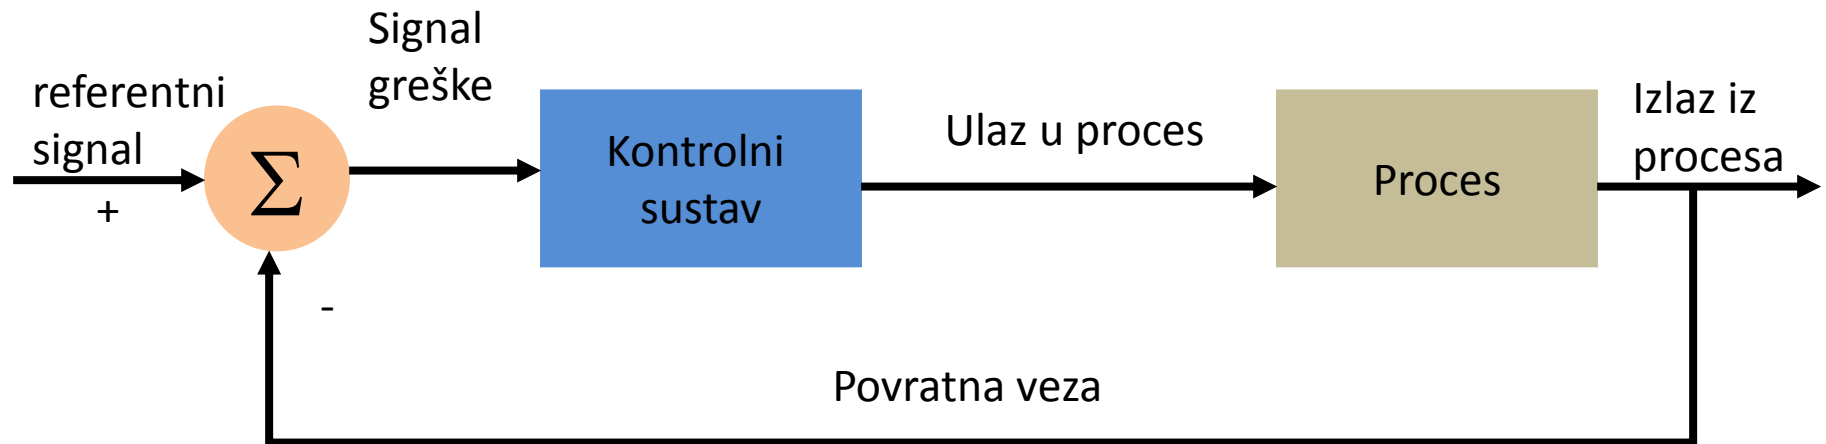 referentni
signal
+
Σ
Signal
greške
Kontrolni
sustav
Ulaz u proces
Proces
Izlaz iz
procesa
-
Povratna veza